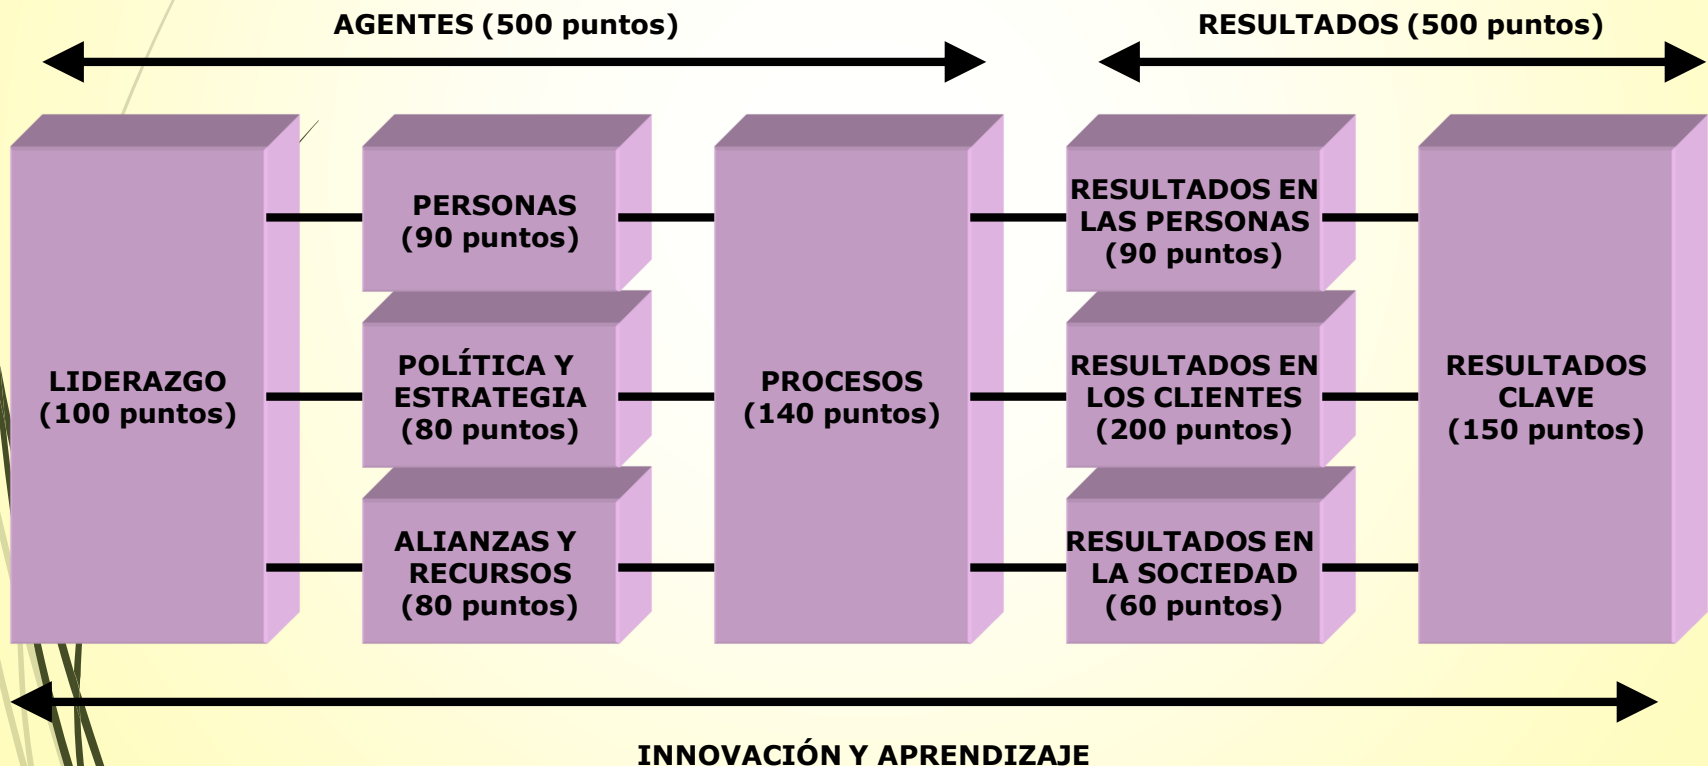 AGENTES (500 puntos)
RESULTADOS (500 puntos)
LIDERAZGO
(100 puntos)
PERSONAS
(90 puntos)
POLÍTICA Y
ESTRATEGIA
(80 puntos)
ALIANZAS Y
RECURSOS
(80 puntos)
PROCESOS
(140 puntos)
RESULTADOS EN
LAS PERSONAS
(90 puntos)
RESULTADOS EN
LOS CLIENTES
(200 puntos)
RESULTADOS EN
LA SOCIEDAD
(60 puntos)
RESULTADOS
CLAVE
(150 puntos)
INNOVACIÓN Y APRENDIZAJE